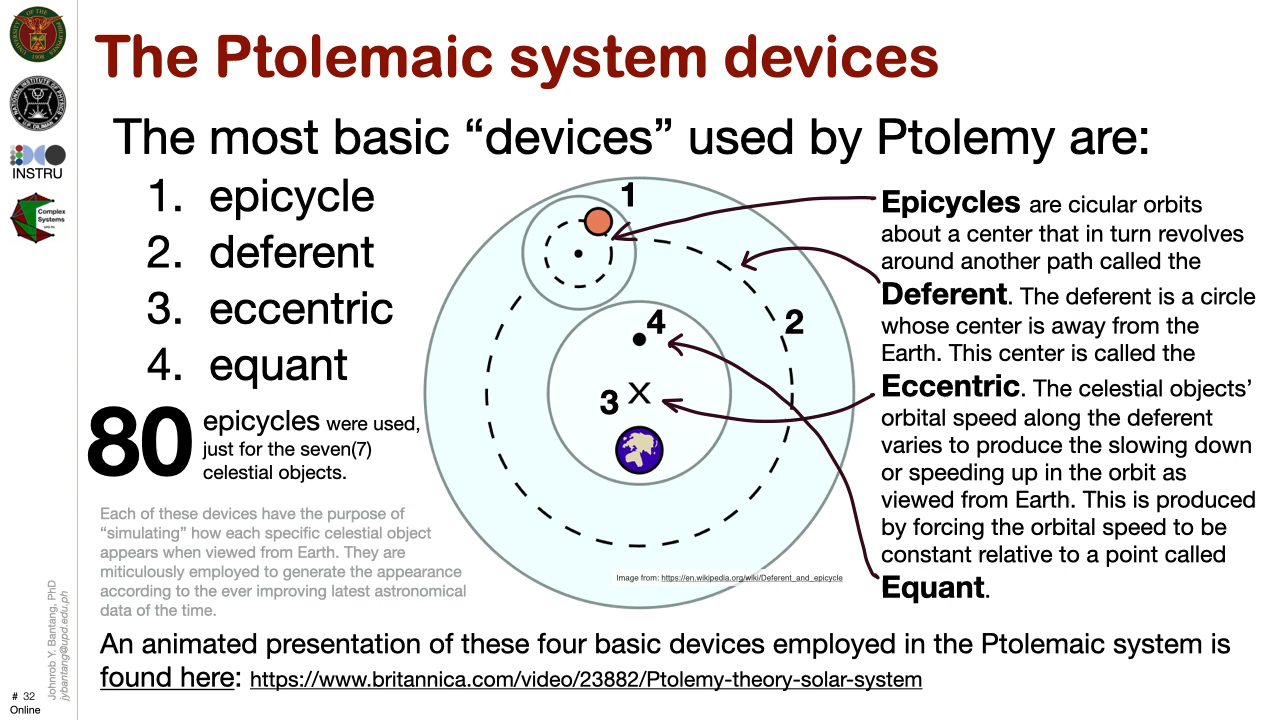 The Ptolemaic system devices
The most basic “devices” used by Ptolemy are:
1. epicycle
2. deferent
3. eccentric
4. equant
80 epicycles were used,
just for the seven(7)
celestial objects.
Each of these devices have the purpose of
“simulating” how each specific celestial object
appears when viewed from Earth. They are
miticulously employed to generate the appearance
according to the ever improving latest astronomical
data of the time.
1
2
4
3 X
Image from: https://en.wikipedia.org/wiki/Deferent_and_epicycle
Epicycles are cicular orbits
about a center that in turn revolves
around another path called the
Deferent. The deferent is a circle
whose center is away from the
Earth. This center is called the
Eccentric. The celestial objects’
orbital speed along the deferent
varies to produce the slowing down
or speeding up in the orbit as
viewed from Earth. This is produced
by forcing the orbital speed to be
constant relative to a point called
Equant.
An animated presentation of these four basic devices employed in the Ptolemaic system is
found here: https://www.britannica.com/video/23882/Ptolemy-theory-solar-system
UNIVERSITY OF THE PHILIPPINES
1908
NATIONAL INSTITUTE OF PHYSICS
U.P. DILIMAN
INSTRU
Complex
Systems
Johnrob Y. Bantang, PhD
jybantang@upd.edu.ph
# 32
Online